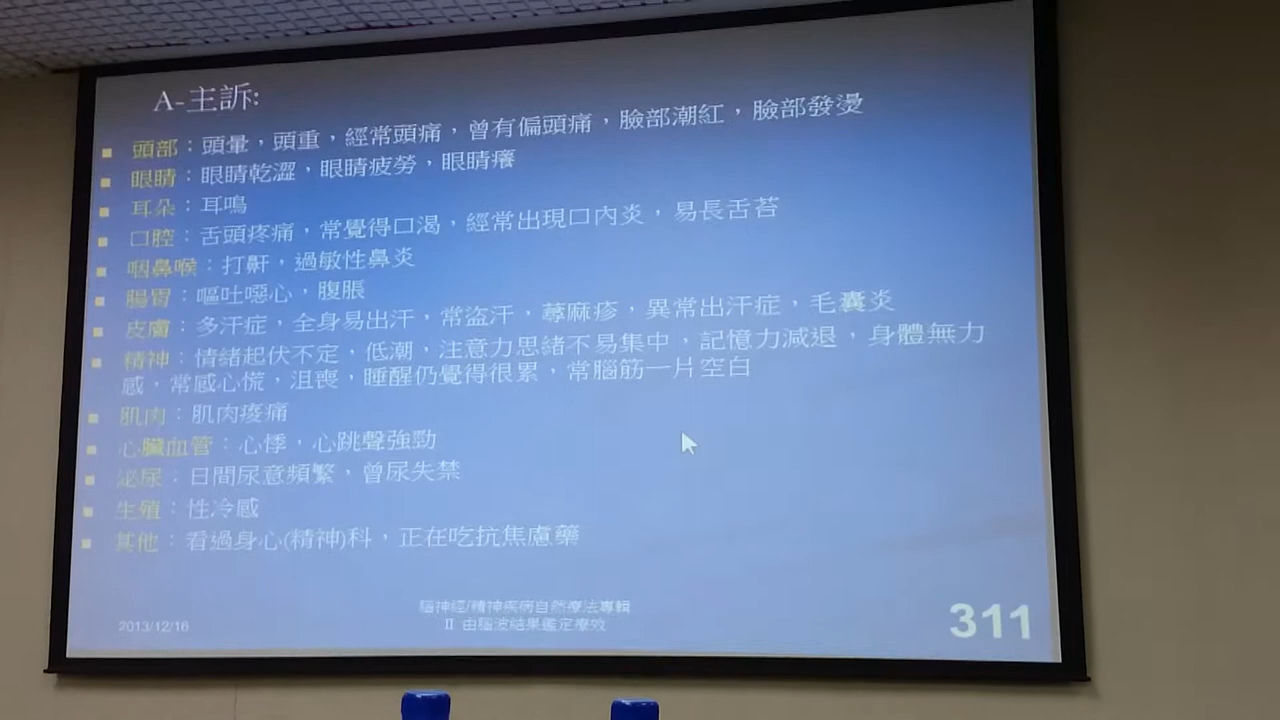 A-主訴:
頭部：頭暈，頭重，經常頭痛，曾有偏頭痛，臉部潮紅，臉部發燙
眼睛：眼睛乾澀，眼睛疲勞，眼睛癢
耳朵：耳鳴
口腔：舌頭疼痛，常覺得口渴，經常出現口內炎，易長舌苔
咽鼻喉：打鼾，過敏性鼻炎
腸胃：嘔吐噁心，腹脹
皮膚：多汗症，全身易出汗，常盜汗，蕁麻疹，異常出汗症，毛囊炎
精神：情緒起伏不定，低潮，注意力思緒不易集中，記憶力減退，身體無力
感，常感心慌，沮喪，睡醒仍覺得很累，常腦筋一片空白
肌肉：肌肉痠痛
心臟血管：心悸，心跳聲強勁
泌尿：日間尿意頻繁，曾尿失禁
生殖：性冷感
其他：看過身心(精神)科，正在吃抗焦慮藥
2013/12/16
腦神經/精神疾病自然療法專輯
II 由腦波結果鑑定療效
311